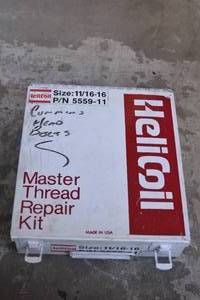 HELICOIL
Size: 11/16-16
P/N 5559-11
Cummins
Head
Bolts
HeliCoil
Master
Thread
Repair
Kit
MADE IN USA
Size: 11/16-16